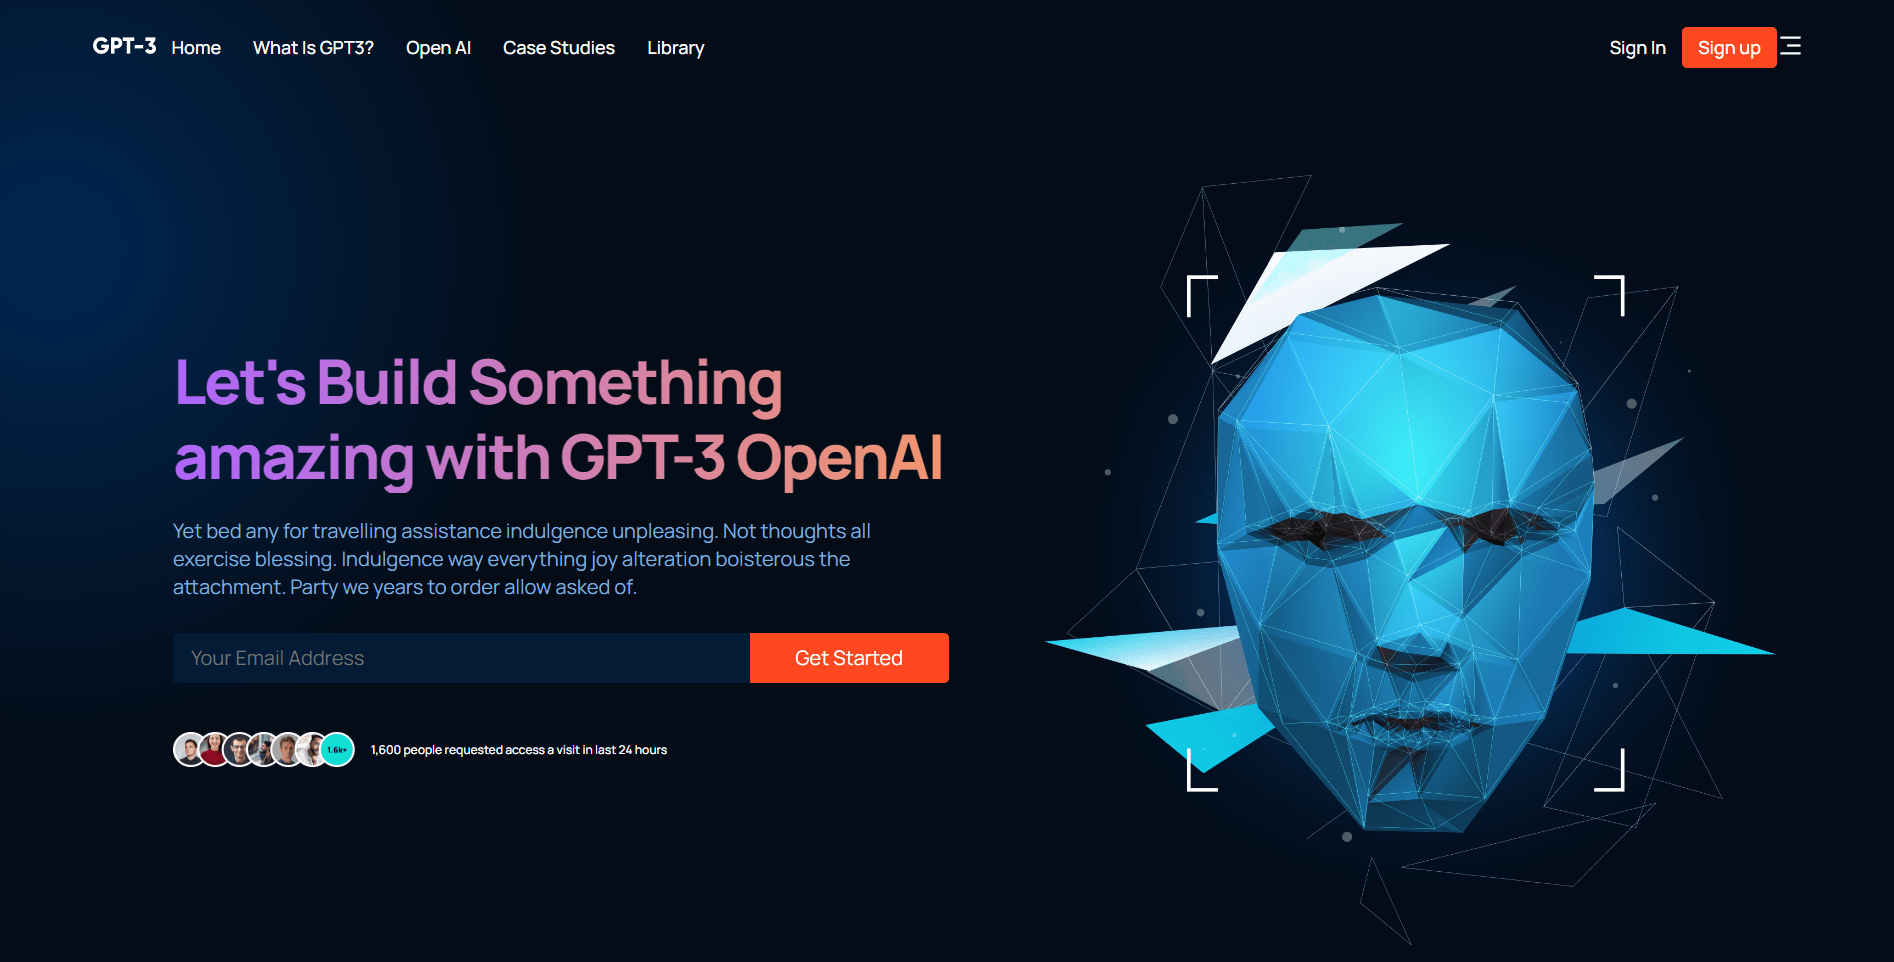 GPT-3 Home What Is GPT3? Open AI Case Studies Library Sign In Sign up
Let's Build Something
amazing with GPT-3 OpenAI
Yet bed any for travelling assistance indulgence unpleasing. Not thoughts all
exercise blessing. Indulgence way everything joy alteration boisterous the
attachment. Party we years to order allow asked of.
Your Email Address Get Started
1.6k+ 1,600 people requested access a visit in last 24 hours